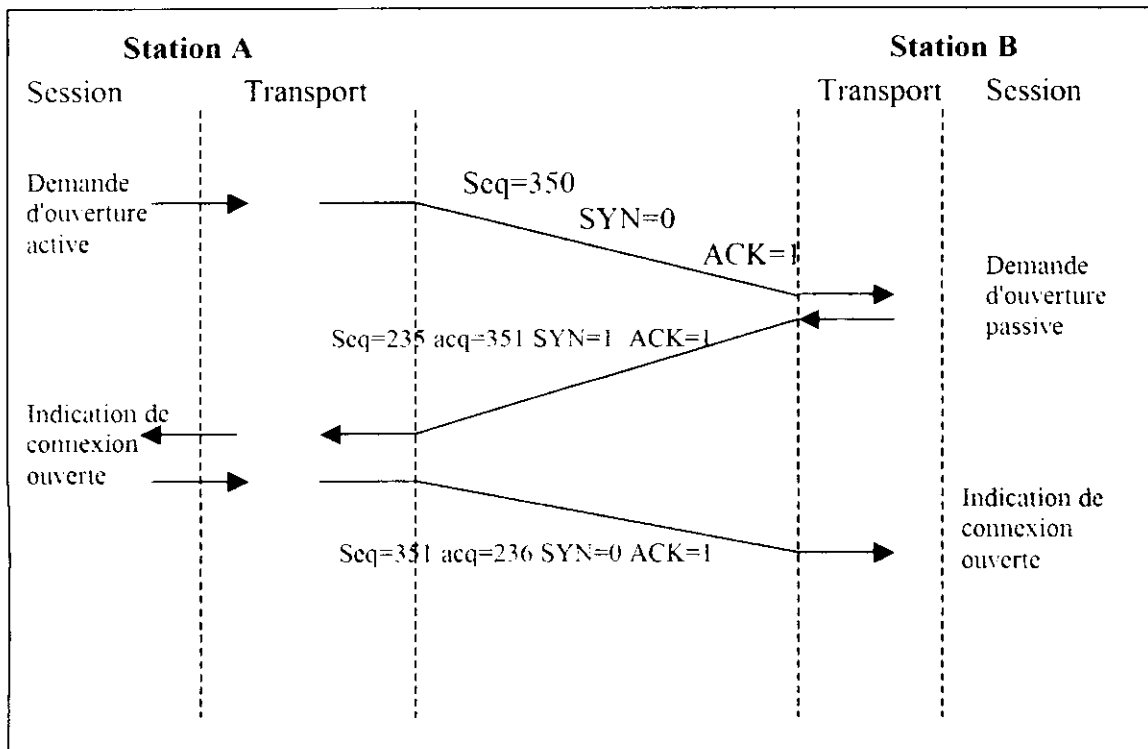 Station A
Station B
Session
Transport
Transport
Session
Demande
d'ouverture
active
Seq=350
SYN=0
ACK=1
Demande
d'ouverture
passive
Seq=235 acq=351 SYN=1 ACK=1
Indication de
connexion
ouverte
Indication de
connexion
ouverte
Seq=351 acq=236 SYN=0 ACK=1